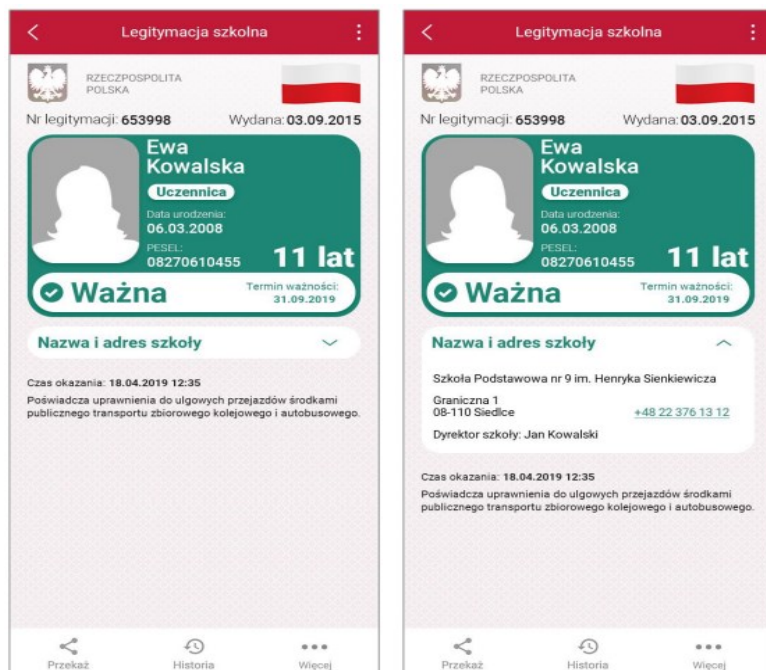 Legitymacja szkolna
RZECZPOSPOLITA
POLSKA
Nr legitymacji: 653998 Wydana: 03.09.2015
Ewa
Kowalska
Uczennica
Data urodzenia:
06.03.2008
PESEL:
08270610455
11 lat
Ważna
Termin ważności:
31.09.2019
Nazwa i adres szkoły
Czas okazania: 18.04.2019 12:35
Poświadcza uprawnienia do ulgowych przejazdów środkami
publicznego transportu zbiorowego kolejowego i autobusowego.
Przekaż Historia Więcej
Legitymacja szkolna
RZECZPOSPOLITA
POLSKA
Nr legitymacji: 653998 Wydana: 03.09.2015
Ewa
Kowalska
Uczennica
Data urodzenia:
06.03.2008
PESEL:
08270610455
11 lat
Ważna
Termin ważności:
31.09.2019
Nazwa i adres szkoły
Szkoła Podstawowa nr 9 im. Henryka Sienkiewicza
Graniczna 1
08-110 Siedlce +48 22 376 13 12
Dyrektor szkoły: Jan Kowalski
Czas okazania: 18.04.2019 12:35
Poświadcza uprawnienia do ulgowych przejazdów środkami
publicznego transportu zbiorowego kolejowego i autobusowego.
Przekaż Historia Więcej